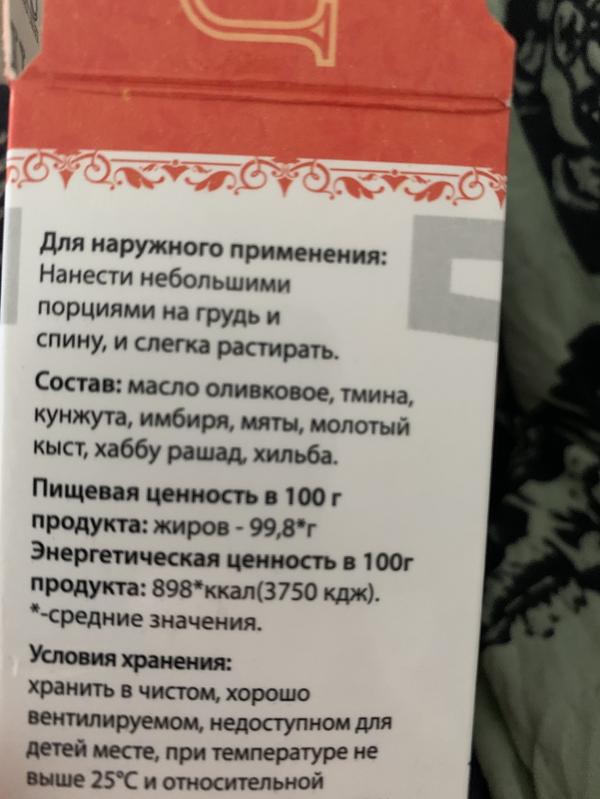 Для наружного применения:
Нанести небольшими
порциями на грудь и
спину, и слегка растирать.
Состав: масло оливковое, тмина,
кунжута, имбиря, мяты, молотый
кыст, хаббу рашад, хильба.
Пищевая ценность в 100 г
продукта: жиров - 99,8*г
Энергетическая ценность в 100г
продукта: 898*ккал(3750 кдж).
*-средние значения.
Условия хранения:
хранить в чистом, хорошо
вентилируемом, недоступном для
детей месте, при температуре не
выше 25°С и относительной